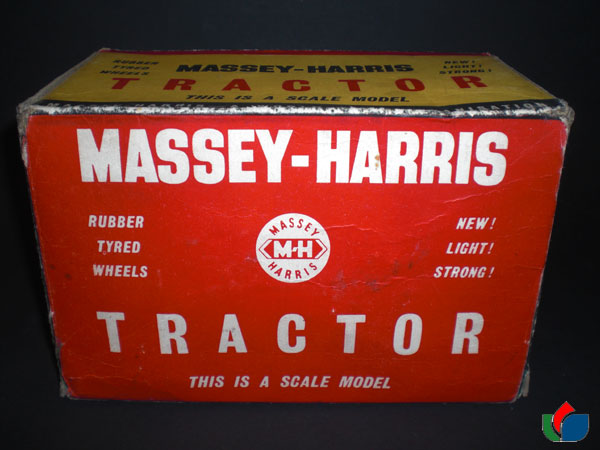 RUBBER TYRED WHEELS
MASSEY-HARRIS
NEW! LIGHT! STRONG!
TRACTOR
THIS IS A SCALE MODEL
MASSEY-HARRIS
RUBBER
TYRED
WHEELS
MASSEY
M-H
HARRIS
NEW!
LIGHT!
STRONG!
TRACTOR
THIS IS A SCALE MODEL